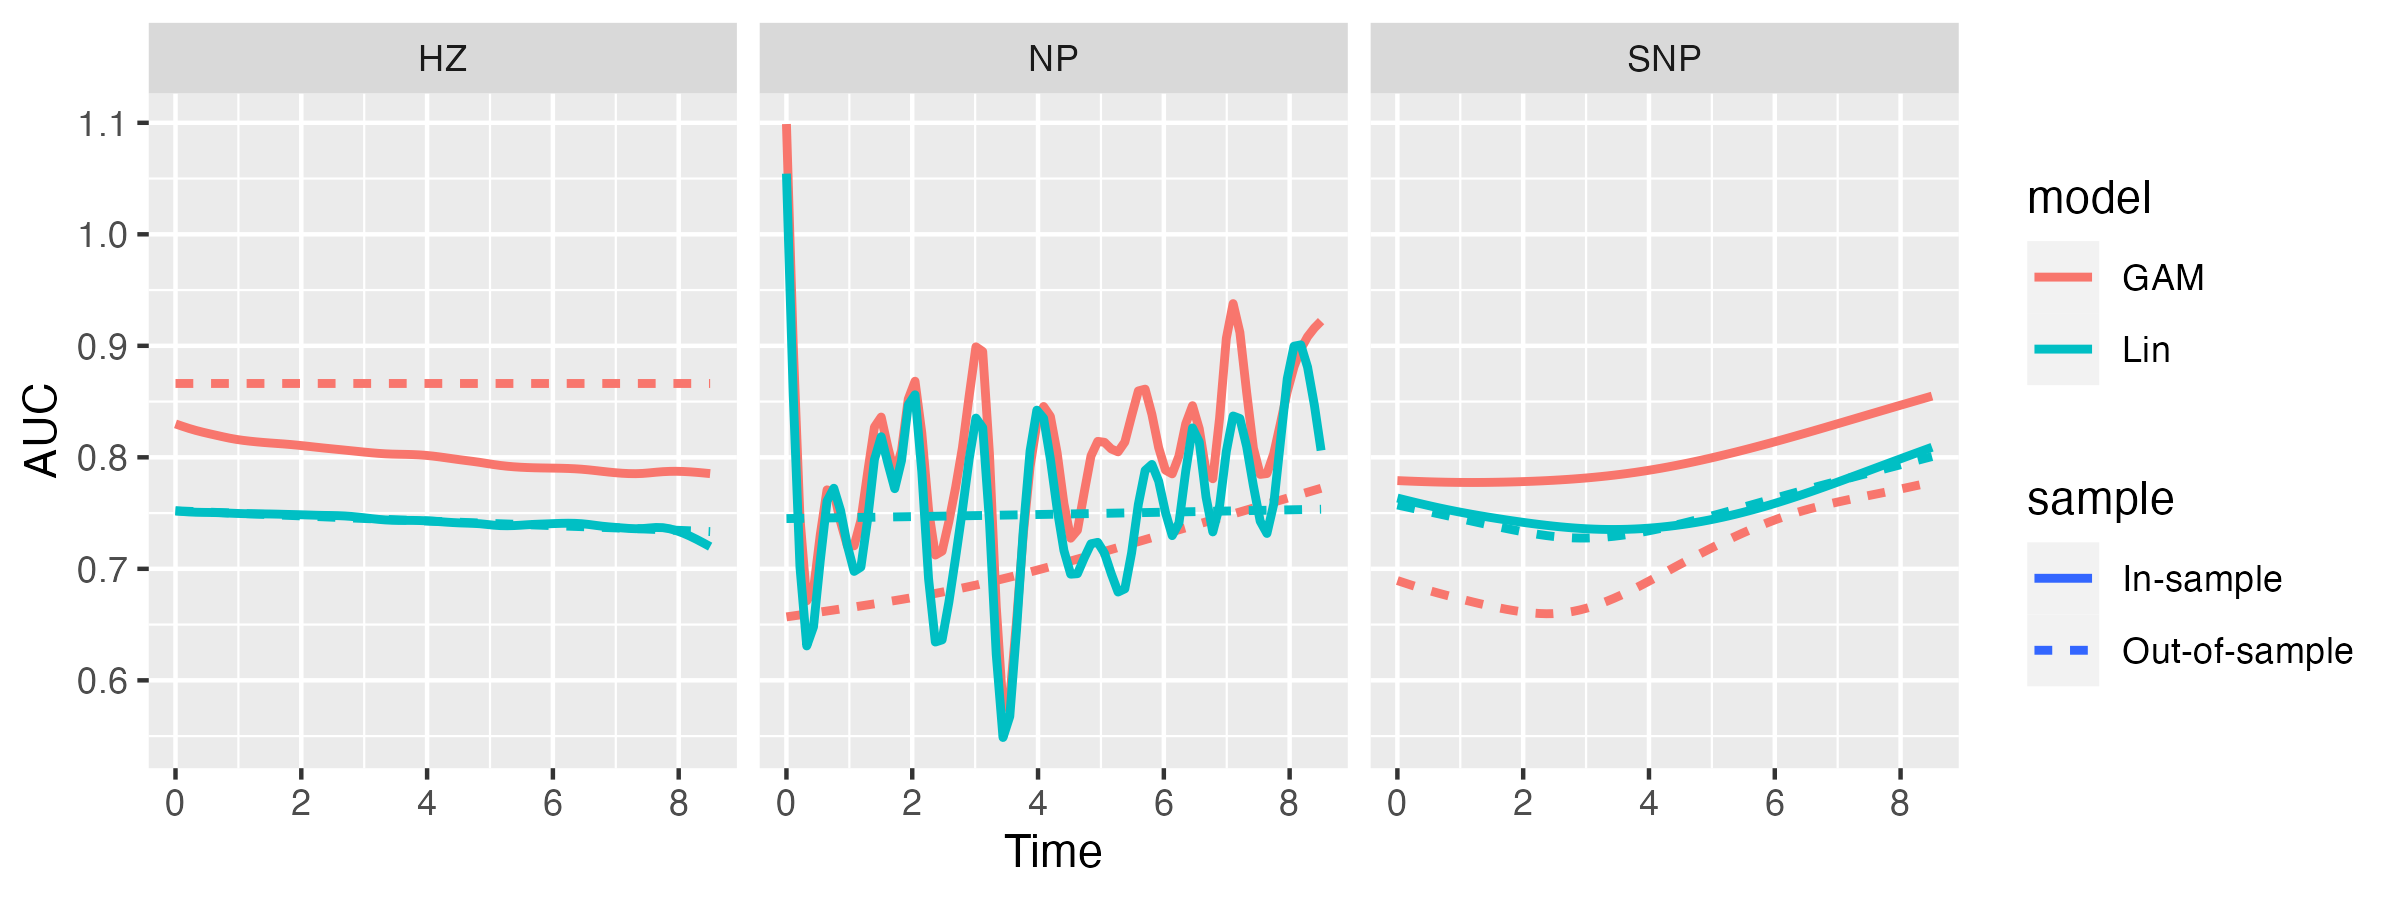 HZ NP SNP
1.1
1.0
0.9
0.8
0.7
0.6
AUC
0 2 4 6 8 0 2 4 6 8 0 2 4 6 8
Time
model
GAM
Lin
sample
In-sample
Out-of-sample